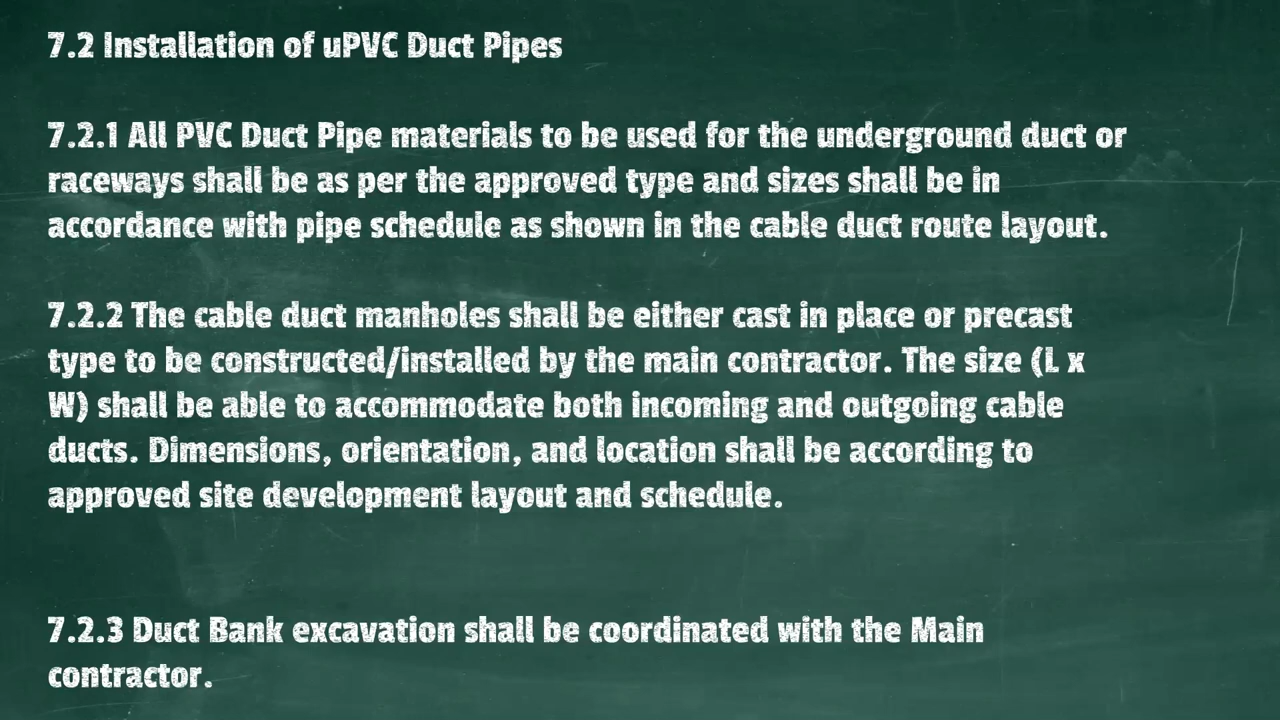 7.2 Installation of uPVC Duct Pipes
7.2.1 All PVC Duct Pipe materials to be used for the underground duct or
raceways shall be as per the approved type and sizes shall be in
accordance with pipe schedule as shown in the cable duct route layout.
7.2.2 The cable duct manholes shall be either cast in place or precast
type to be constructed/installed by the main contractor. The size (L x
W) shall be able to accommodate both incoming and outgoing cable
ducts. Dimensions, orientation, and location shall be according to
approved site development layout and schedule.
7.2.3 Duct Bank excavation shall be coordinated with the Main
contractor.